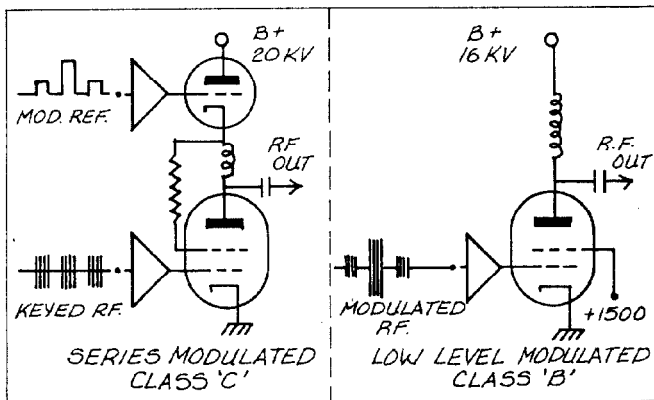 B+
20 KV
MOD. REF.
RF
OUT
KEYED RF.
SERIES MODULATED
CLASS 'C'
B+
16 KV
R.F.
OUT
MODULATED
R.F.
+1500
LOW LEVEL MODULATED
CLASS 'B'